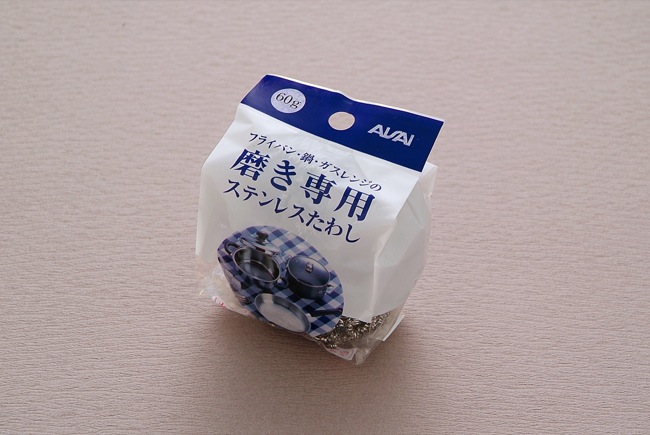 60g
AISAI
フライパン・鍋・ガスレンジの
磨き専用
ステンレスたわし